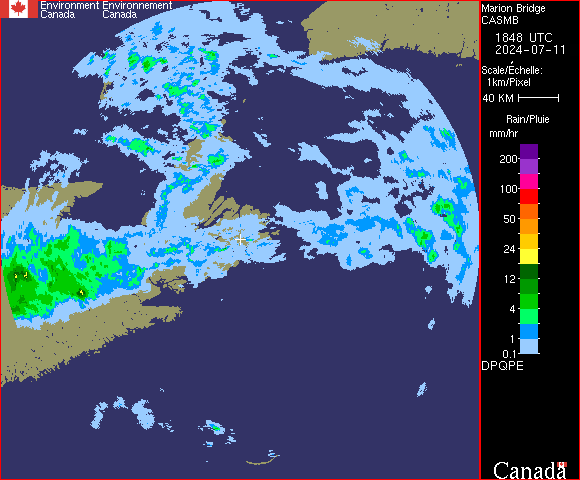 Environment Environnement
Canada Canada
Marion Bridge
CASMB
1848 UTC
2024-07-11
Scale/Echelle:
1km/Pixel
40 KM
Rain/Pluie
mm/hr
200
100
50
24
12
4
1
0.1
DPQPE
Canada